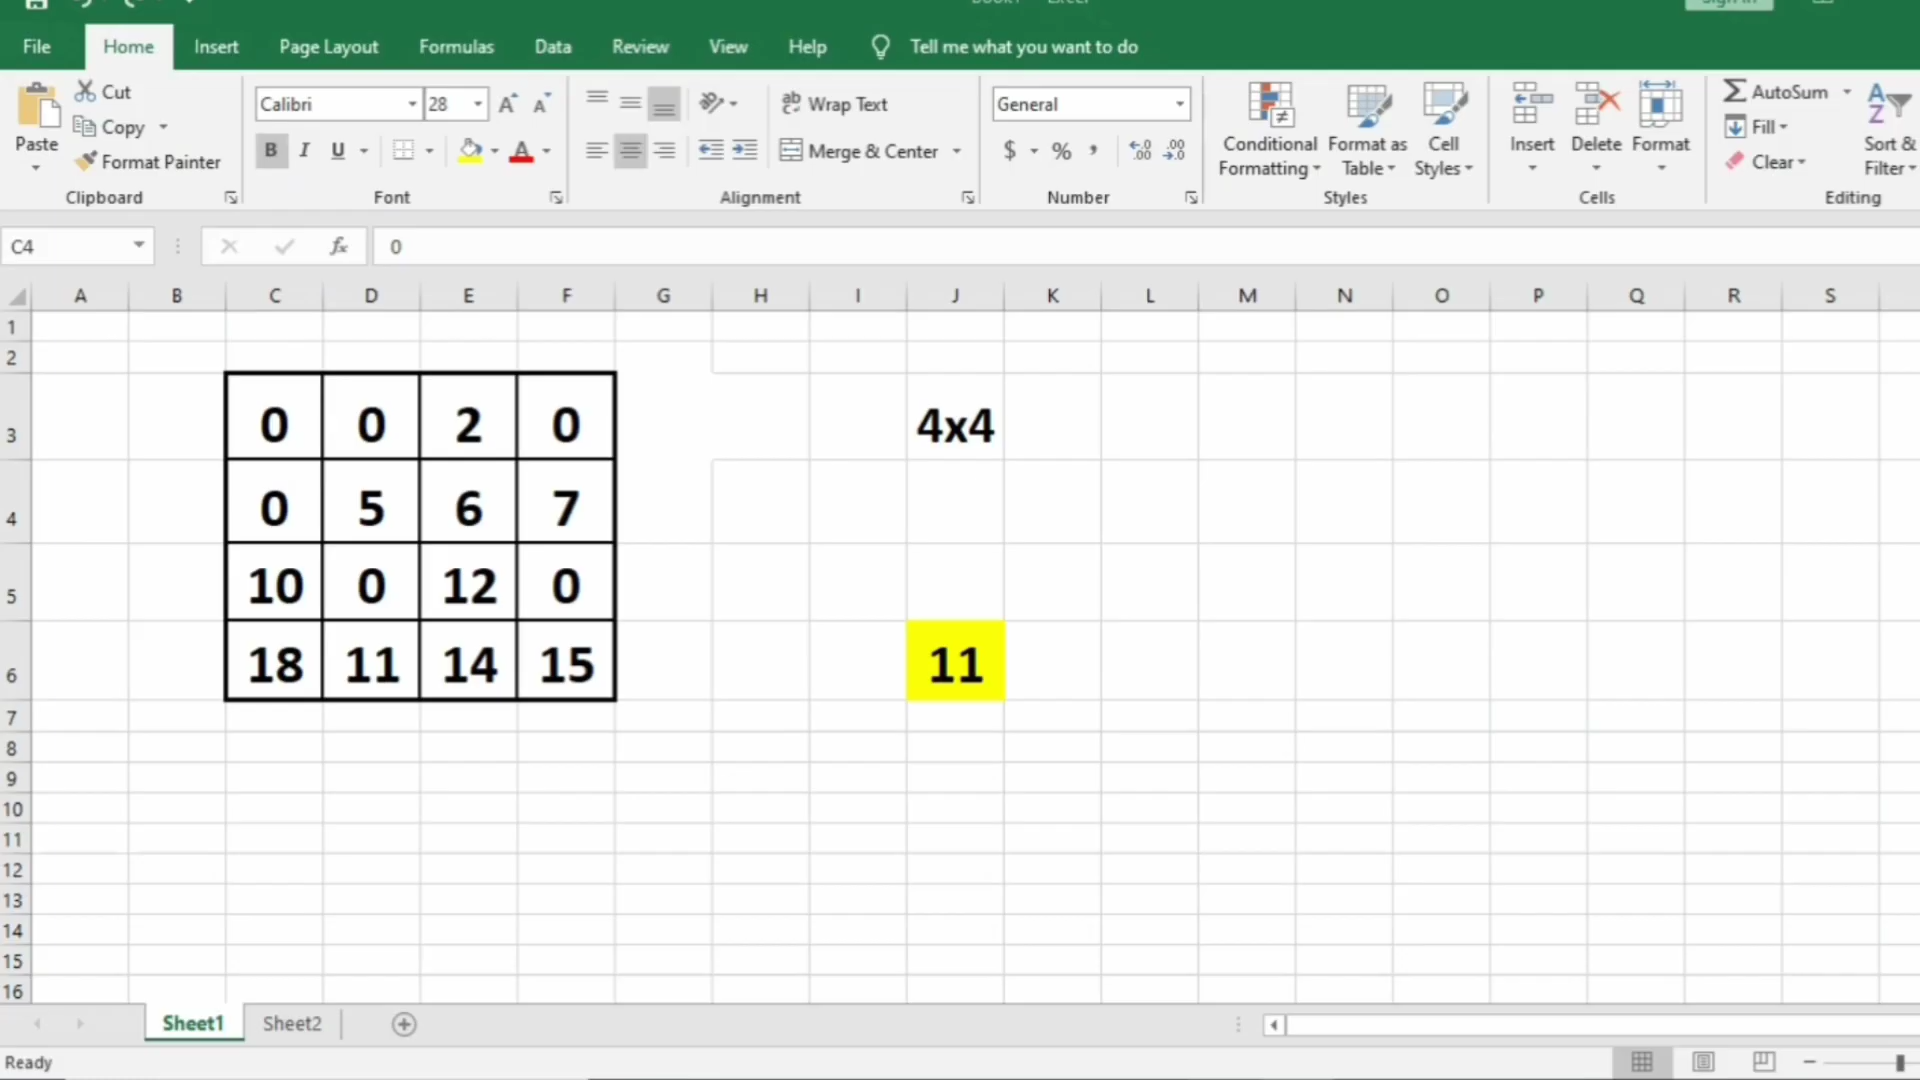 File Home Insert Page Layout Formulas Data Review View Help Tell me what you want to do
Paste
Cut
Copy
Format Painter
Clipboard
Calibri 28 A A
B I U A
Font
Wrap Text
Merge & Center
Alignment
General
$ % ,
Number
Conditional Formatting
Format as Table
Cell Styles
Styles
Insert Delete Format
Cells
AutoSum
Fill
Clear
Sort &
Filter
Editing
C4 fx 0
A B C D E F G H I J K L M N O P Q R S
1
2
3 0 0 2 0 4x4
4 0 5 6 7
5 10 0 12 0
6 18 11 14 15 11
7
8
9
10
11
12
13
14
15
16
Sheet1 Sheet2
Ready